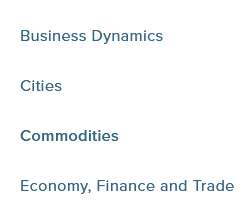 Business Dynamics
Cities
Commodities
Economy, Finance and Trade